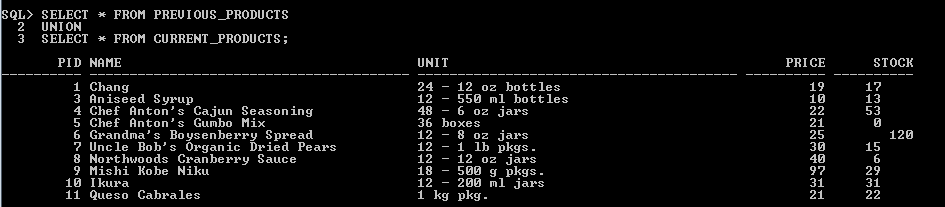 SQL> SELECT * FROM PREVIOUS_PRODUCTS
2 UNION
3 SELECT * FROM CURRENT_PRODUCTS;
PID NAME UNIT PRICE STOCK
1 Chang 24 - 12 oz bottles 19 17
3 Aniseed Syrup 12 - 550 ml bottles 10 13
4 Chef Anton's Cajun Seasoning 48 - 6 oz jars 22 53
5 Chef Anton's Gumbo Mix 36 boxes 21 0
6 Grandma's Boysenberry Spread 12 - 8 oz jars 25 120
7 Uncle Bob's Organic Dried Pears 12 - 1 lb pkgs. 30 15
8 Northwoods Cranberry Sauce 12 - 12 oz jars 40 6
9 Mishi Kobe Niku 18 - 500 g pkgs. 97 29
10 Ikura 12 - 200 ml jars 31 31
11 Queso Cabrales 1 kg pkg. 21 22